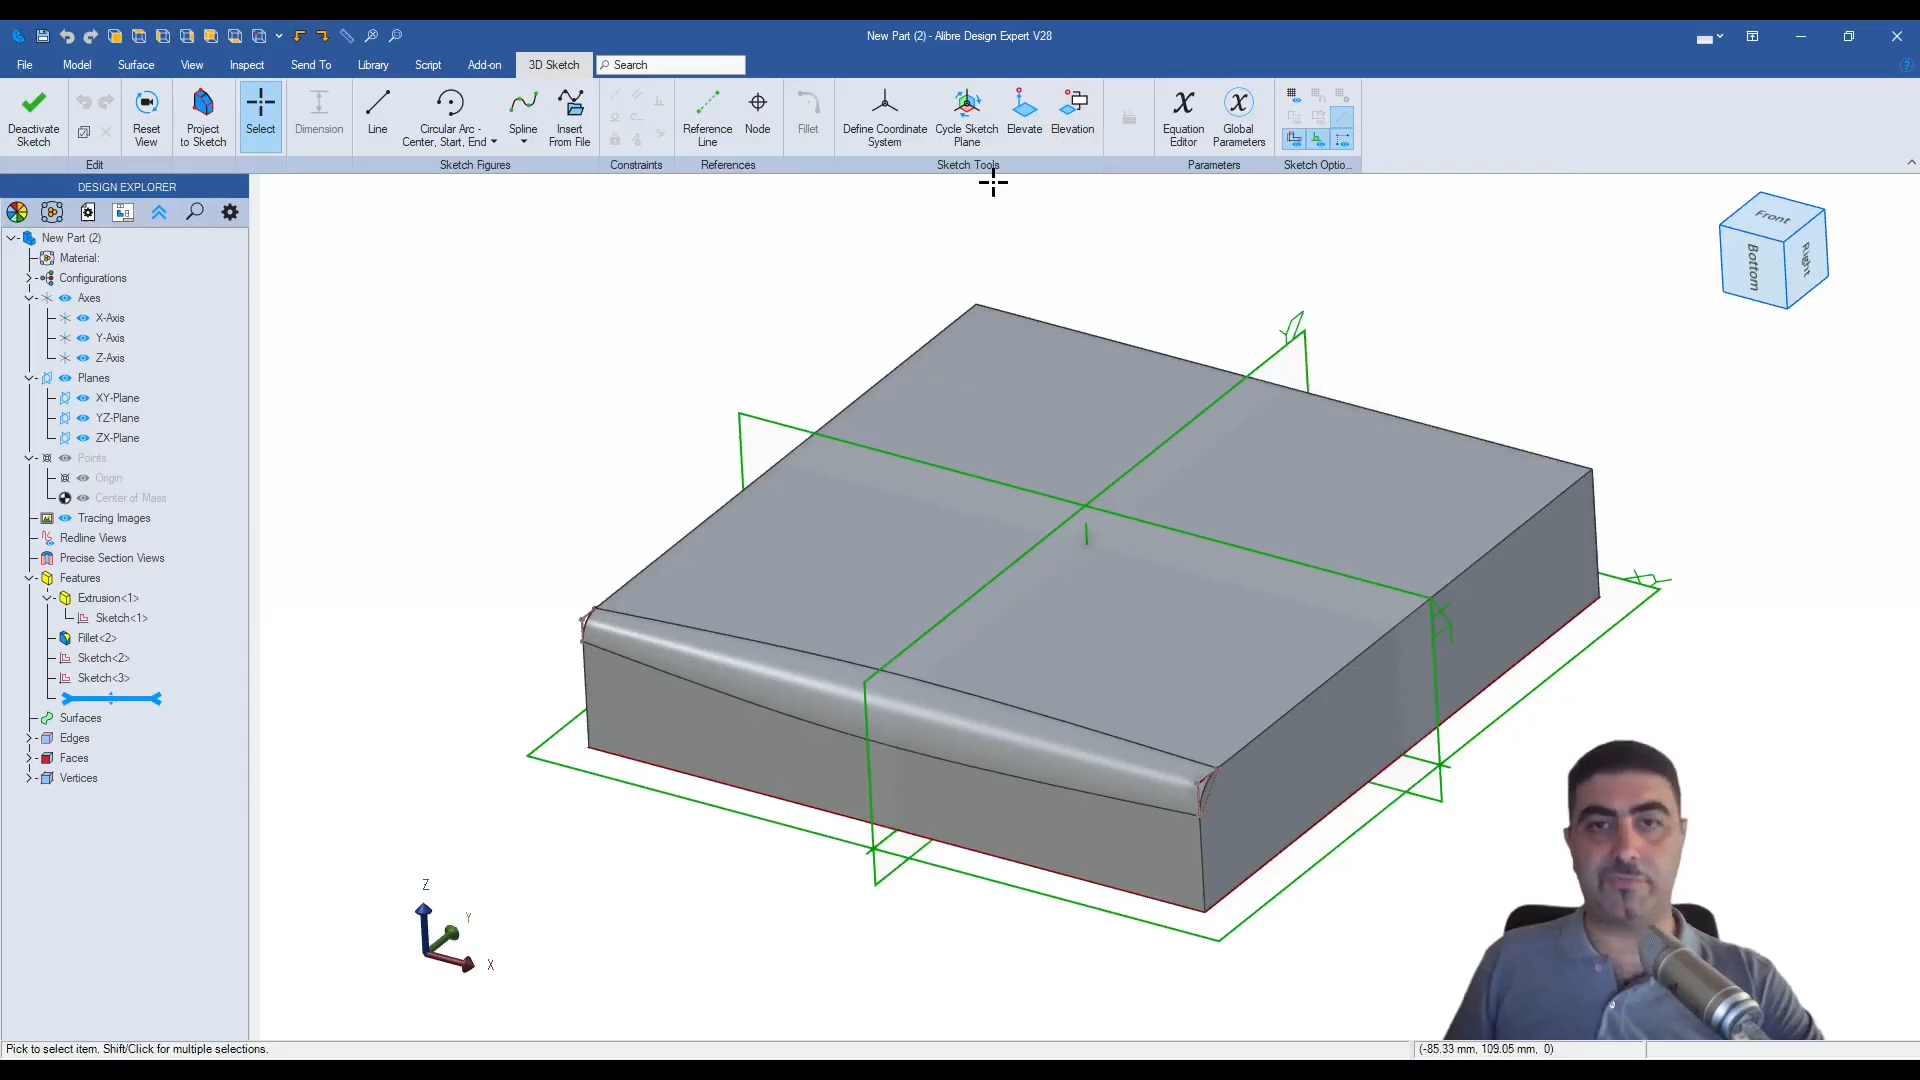 New Part (2) - Alibre Design Expert V28
File Model Surface View Inspect Send To Library Script Add-on 3D Sketch Search
Deactivate Sketch
Reset View
Project to Sketch
Select
Dimension
Line
Circular Arc - Center, Start, End
Spline
Insert From File
Reference Line
Node
Fillet
Define Coordinate System
Cycle Sketch Plane
Elevate
Elevation
Equation Editor
Global Parameters
Edit Sketch Figures Constraints References Sketch Tools Parameters Sketch Optio...
DESIGN EXPLORER
New Part (2)
Material:
Configurations
Axes
X-Axis
Y-Axis
Z-Axis
Planes
XY-Plane
YZ-Plane
ZX-Plane
Points
Origin
Center of Mass
Tracing Images
Redline Views
Precise Section Views
Features
Extrusion<1>
Sketch<1>
Fillet<2>
Sketch<2>
Sketch<3>
Surfaces
Edges
Faces
Vertices
Front
Bottom
Right
Z
Y
X
Pick to select item. Shift/Click for multiple selections.
(-85.33 mm, 109.05 mm, 0)